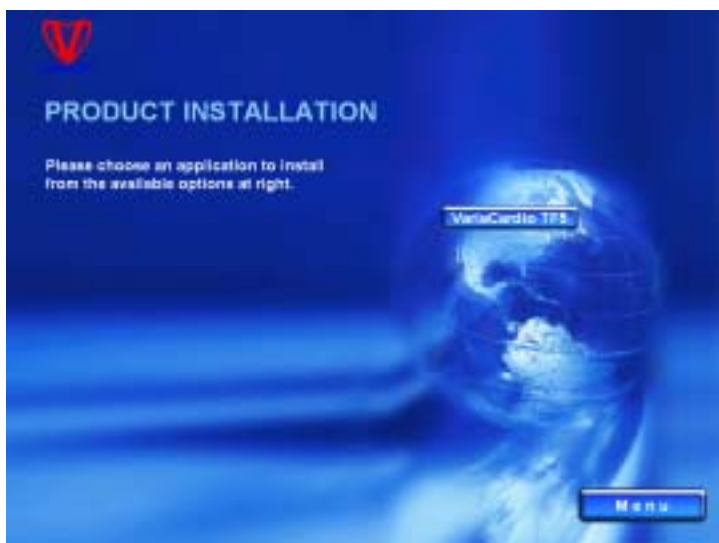 PRODUCT INSTALLATION
Please choose an application to install
from the available options at right.
VariaCardio TF5
Menu